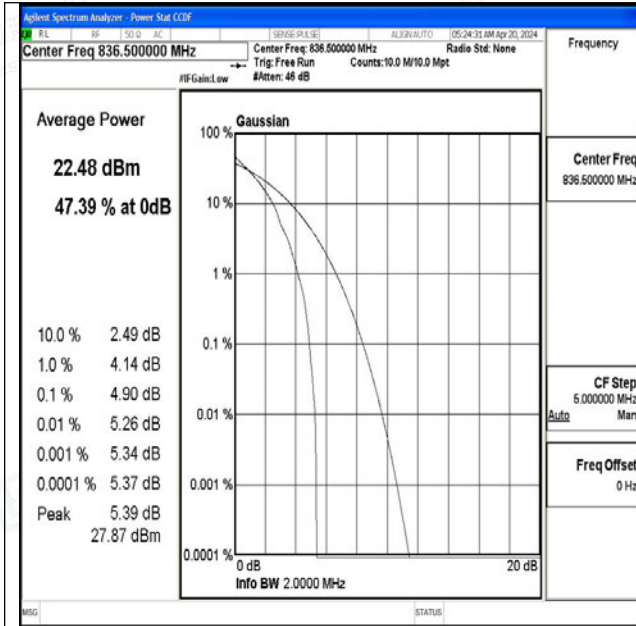 Agilent Spectrum Analyzer - Power Stat CCDF
RL RF 50 Ω AC SENSE:PULSE ALIGN AUTO 05:24:31 AM Apr 20, 2024
Center Freq 836.500000 MHz
Center Freq: 836.500000 MHz Radio Std: None
Trig: Free Run Counts:10.0 M/10.0 Mpt
#IFGain:Low #Atten: 46 dB
Frequency
Average Power
22.48 dBm
47.39 % at 0dB
10.0 % 2.49 dB
1.0 % 4.14 dB
0.1 % 4.90 dB
0.01 % 5.26 dB
0.001 % 5.34 dB
0.0001 % 5.37 dB
Peak 5.39 dB
27.87 dBm
Gaussian
100 %
10 %
1 %
0.1 %
0.01 %
0.001 %
0.0001 %
0 dB 20 dB
Info BW 2.0000 MHz
Center Freq
836.500000 MHz
CF Step
5.000000 MHz
Auto Man
Freq Offset
0 Hz
MSG STATUS